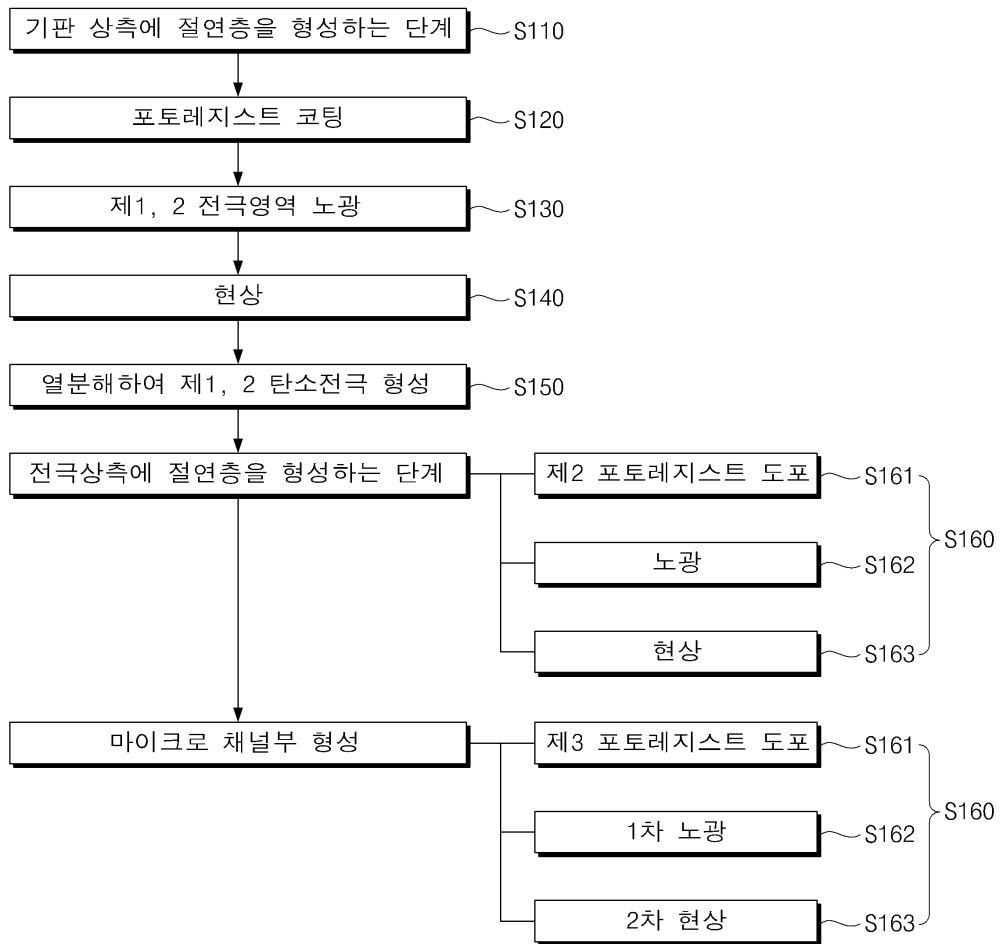 기판 상측에 절연층을 형성하는 단계 S110
포토레지스트 코팅 S120
제1, 2 전극영역 노광 S130
현상 S140
열분해하여 제1, 2 탄소전극 형성 S150
전극상측에 절연층을 형성하는 단계 제2 포토레지스트 도포 S161
S160
노광 S162
현상 S163
마이크로 채널부 형성 제3 포토레지스트 도포 S161
S160
1차 노광 S162
2차 현상 S163